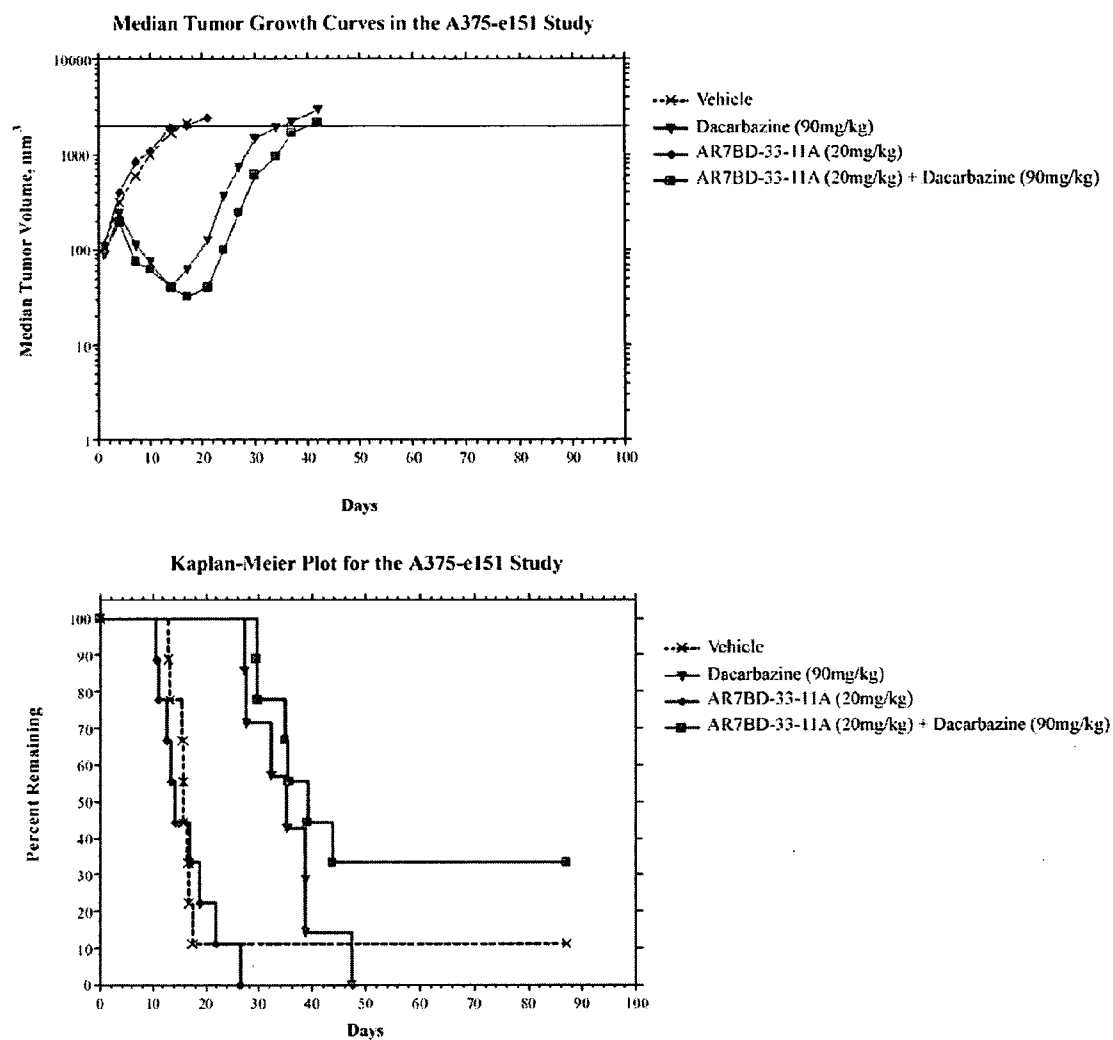 Median Tumor Growth Curves in the A375-e151 Study
10000
1000
100
10
1
Median Tumor Volume, mm³
0 10 20 30 40 50 60 70 80 90 100
Days
Vehicle
Dacarbazine (90mg/kg)
AR7BD-33-11A (20mg/kg)
AR7BD-33-11A (20mg/kg) + Dacarbazine (90mg/kg)
Kaplan-Meier Plot for the A375-e151 Study
100
90
80
70
60
50
40
30
20
10
0
Percent Remaining
0 10 20 30 40 50 60 70 80 90 100
Days
Vehicle
Dacarbazine (90mg/kg)
AR7BD-33-11A (20mg/kg)
AR7BD-33-11A (20mg/kg) + Dacarbazine (90mg/kg)